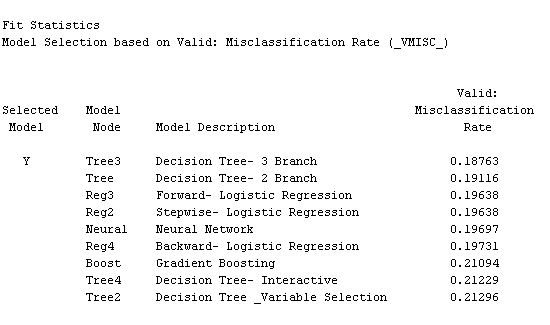 Fit Statistics
Model Selection based on Valid: Misclassification Rate (_VMISC_)
Valid:
Selected Model Misclassification
Model Node Model Description Rate
Y Tree3 Decision Tree- 3 Branch 0.18763
Tree Decision Tree- 2 Branch 0.19116
Reg3 Forward- Logistic Regression 0.19638
Reg2 Stepwise- Logistic Regression 0.19638
Neural Neural Network 0.19697
Reg4 Backward- Logistic Regression 0.19731
Boost Gradient Boosting 0.21094
Tree4 Decision Tree- Interactive 0.21229
Tree2 Decision Tree _Variable Selection 0.21296